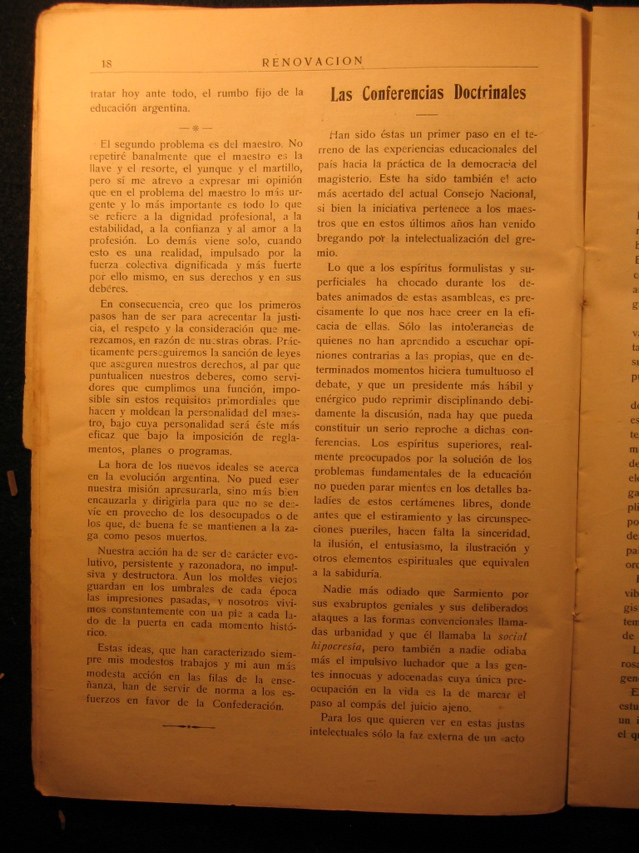 18
RENOVACION
tratar hoy ante todo, el rumbo fijo de la
educación argentina.
El segundo problema es del maestro. No
repetiré banalmente que el maestro es la
llave y el resorte, el yunque y el martillo,
pero sí me atrevo a expresar mi opinión
que en el problema del maestro lo más ur-
gente y lo más importante es todo lo que
se refiere a la dignidad profesional, a la
estabilidad, a la confianza y al amor a la
profesión. Lo demás viene solo, cuando
esto es una realidad, impulsado por la
fuerza colectiva dignificada y más fuerte
por ello mismo, en sus derechos y en sus
deberes.
En consecuencia, creo que los primeros
pasos han de ser para acrecentar la justi-
cia, el respeto y la consideración que me-
rezcamos, en razón de nuestras obras. Prác-
ticamente perseguiremos la sanción de leyes
que aseguren nuestros derechos, al par que
puntualicen nuestros deberes, como servi-
dores que cumplimos una función, impo-
sible sin estos requisitos primordiales que
hacen y moldean la personalidad del maes-
tro, bajo cuya personalidad será éste más
eficaz que bajo la imposición de regla-
mentos, planes o programas.
La hora de los nuevos ideales se acerca
en la evolución argentina. No pued eser
nuestra misión apresurarla, sino más bien
encauzarla y dirigirla para que no se des-
víe en provecho de los desocupados o de
los que, de buena fe se mantienen a la za-
ga como pesos muertos.
Nuestra acción ha de ser de carácter evo-
lutivo, persistente y razonadora, no impul-
siva y destructora. Aun los moldes viejos
guardan en los umbrales de cada época
las impresiones pasadas, y nosotros vivi-
mos constantemente con un pie a cada la-
do de la puerta en cada momento histó-
rico.
Estas ideas, que han caracterizado siem-
pre mis modestos trabajos y mi aun más
modesta acción en las filas de la ense-
ñanza, han de servir de norma a los es-
fuerzos en favor de la Confederación.
Las Conferencias Doctrinales
Han sido éstas un primer paso en el te-
rreno de las experiencias educacionales del
país hacia la práctica de la democracia del
magisterio. Este ha sido también el acto
más acertado del actual Consejo Nacional,
si bien la iniciativa pertenece a los maes-
tros que en estos últimos años han venido
bregando por la intelectualización del gre-
mio.
Lo que a los espíritus formulistas y su-
perficiales ha chocado durante los de-
bates animados de estas asambleas, es pre-
cisamente lo que nos hace creer en la efi-
cacia de ellas. Sólo las intolerancias de
quienes no han aprendido a escuchar opi-
niones contrarias a las propias, que en de-
terminados momentos hiciera tumultuoso el
debate, y que un presidente más hábil y
enérgico pudo reprimir disciplinando debi-
damente la discusión, nada hay que pueda
constituir un serio reproche a dichas con-
ferencias. Los espíritus superiores, real-
mente preocupados por la solución de los
problemas fundamentales de la educación
no pueden parar mientes en los detalles ba-
ladíes de estos certámenes libres, donde
antes que el estiramiento y las circunspec-
ciones pueriles, hacen falta la sinceridad,
la ilusión, el entusiasmo, la ilustración y
otros elementos espirituales que equivalen
a la sabiduría.
Nadie más odiado que Sarmiento por
sus exabruptos geniales y sus deliberados
ataques a las formas convencionales llama-
das urbanidad y que él llamaba la social
hipocresía, pero también a nadie odiaba
más el impulsivo luchador que a las gen-
tes innocuas y adocenadas cuya única pre-
ocupación en la vida es la de marcar el
paso al compás del juicio ajeno.
Para los que quieren ver en estas justas
intelectuales sólo la faz externa de un acto